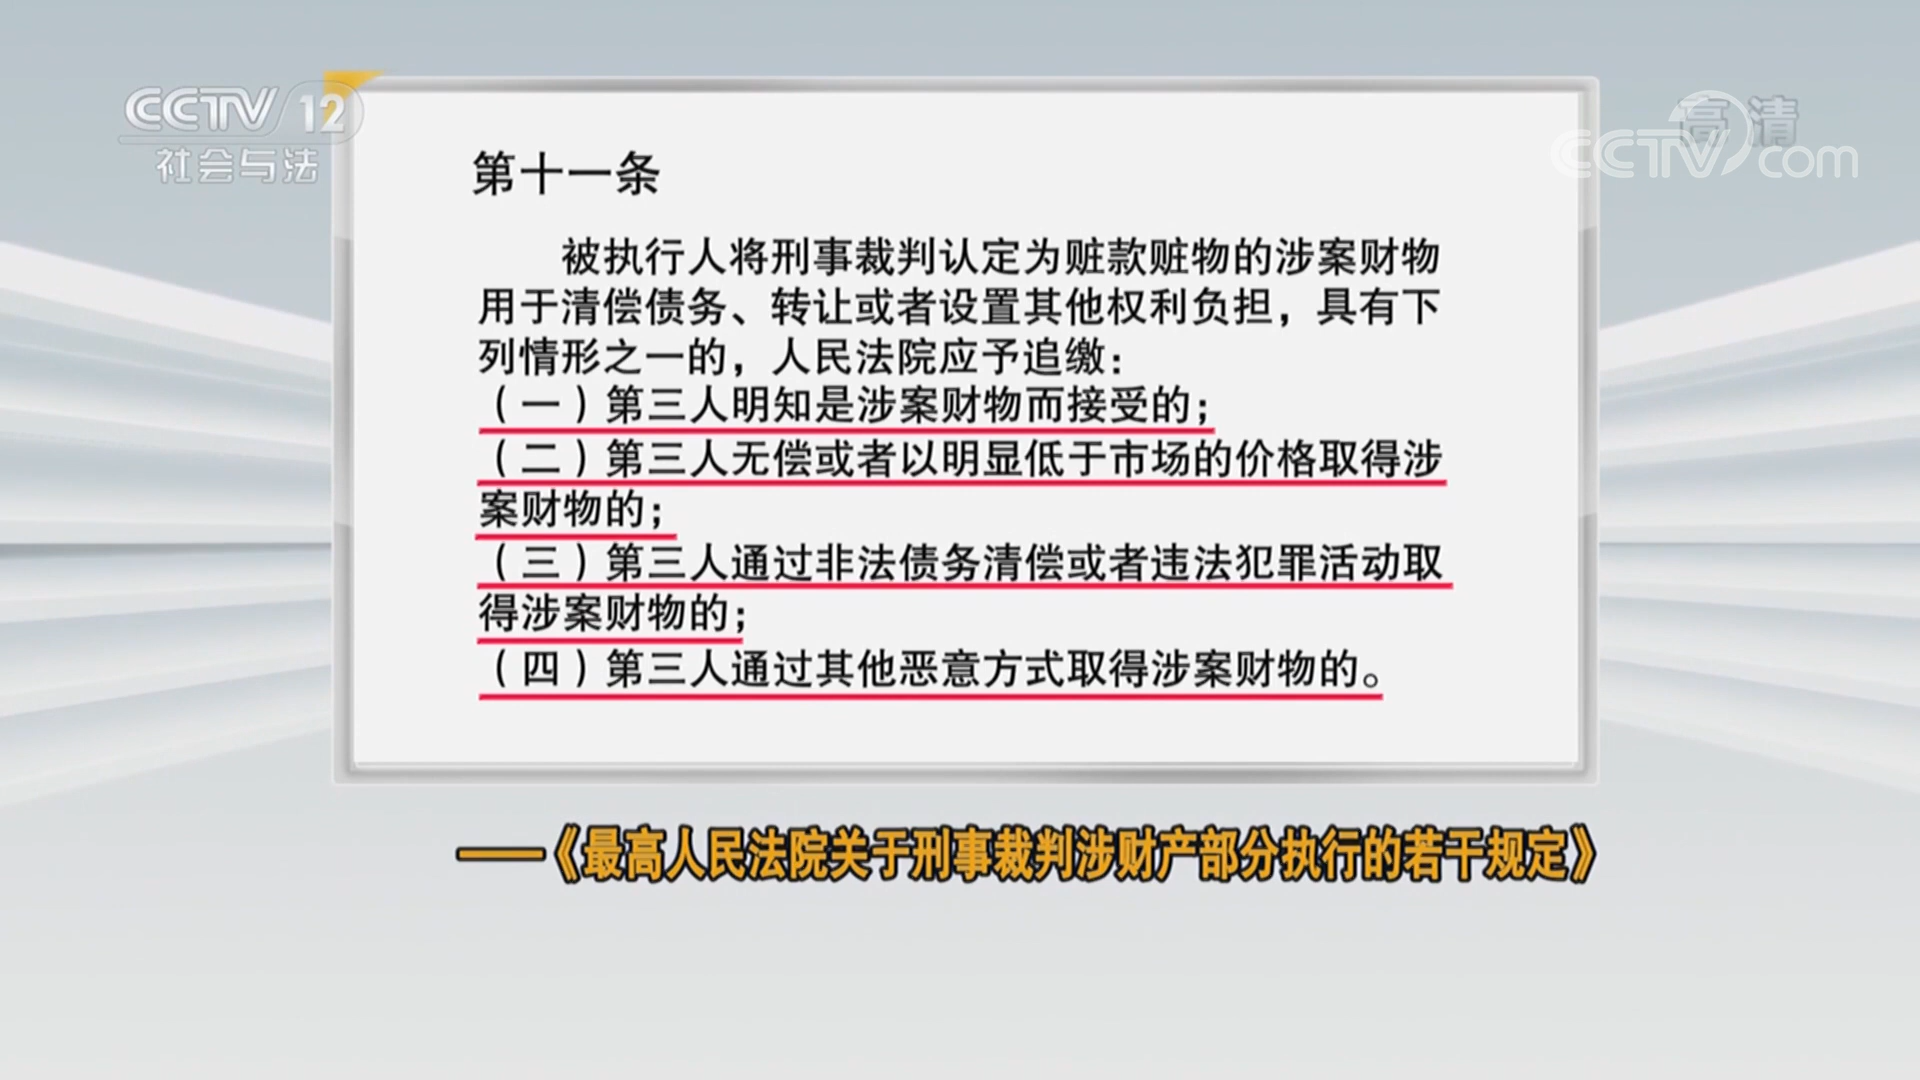 CCTV 12
社会与法
高清
CCTV.com
第十一条
被执行人将刑事裁判认定为赃款赃物的涉案财物
用于清偿债务、转让或者设置其他权利负担，具有下
列情形之一的，人民法院应予追缴：
（一）第三人明知是涉案财物而接受的；
（二）第三人无偿或者以明显低于市场的价格取得涉
案财物的；
（三）第三人通过非法债务清偿或者违法犯罪活动取
得涉案财物的；
（四）第三人通过其他恶意方式取得涉案财物的。
——《最高人民法院关于刑事裁判涉财产部分执行的若干规定》